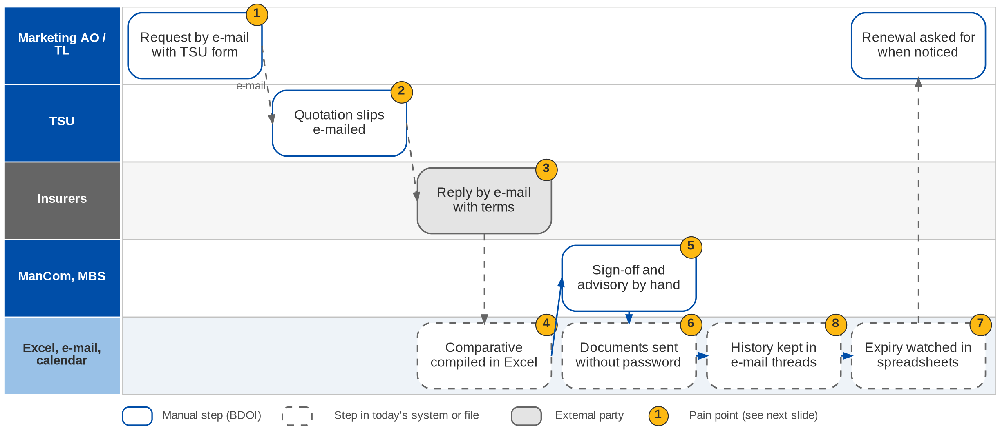 Marketing AO /
TL
1
Request by e-mail
with TSU form
Renewal asked for
when noticed
e-mail
TSU
2
Quotation slips
e-mailed
Insurers
3
Reply by e-mail
with terms
ManCom, MBS
5
Sign-off and
advisory by hand
Excel, e-mail,
calendar
4
Comparative
compiled in Excel
6
Documents sent
without password
8
History kept in
e-mail threads
7
Expiry watched in
spreadsheets
Manual step (BDOI)
Step in today's system or file
External party
1
Pain point (see next slide)